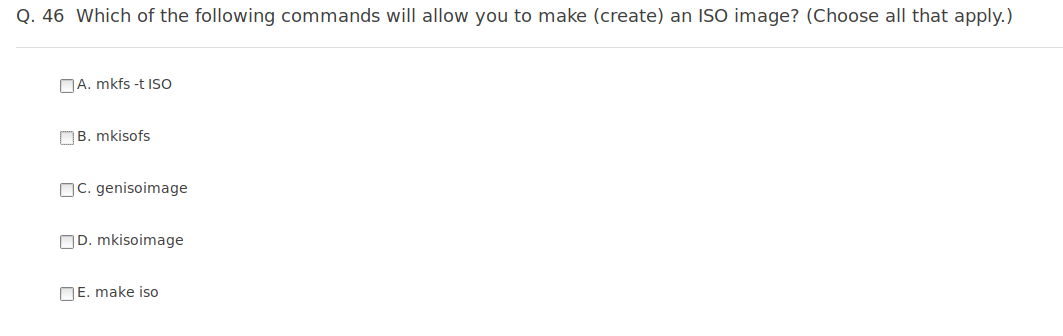 Q. 46 Which of the following commands will allow you to make (create) an ISO image? (Choose all that apply.)
A. mkfs -t ISO
B. mkisofs
C. genisoimage
D. mkisoimage
E. make iso